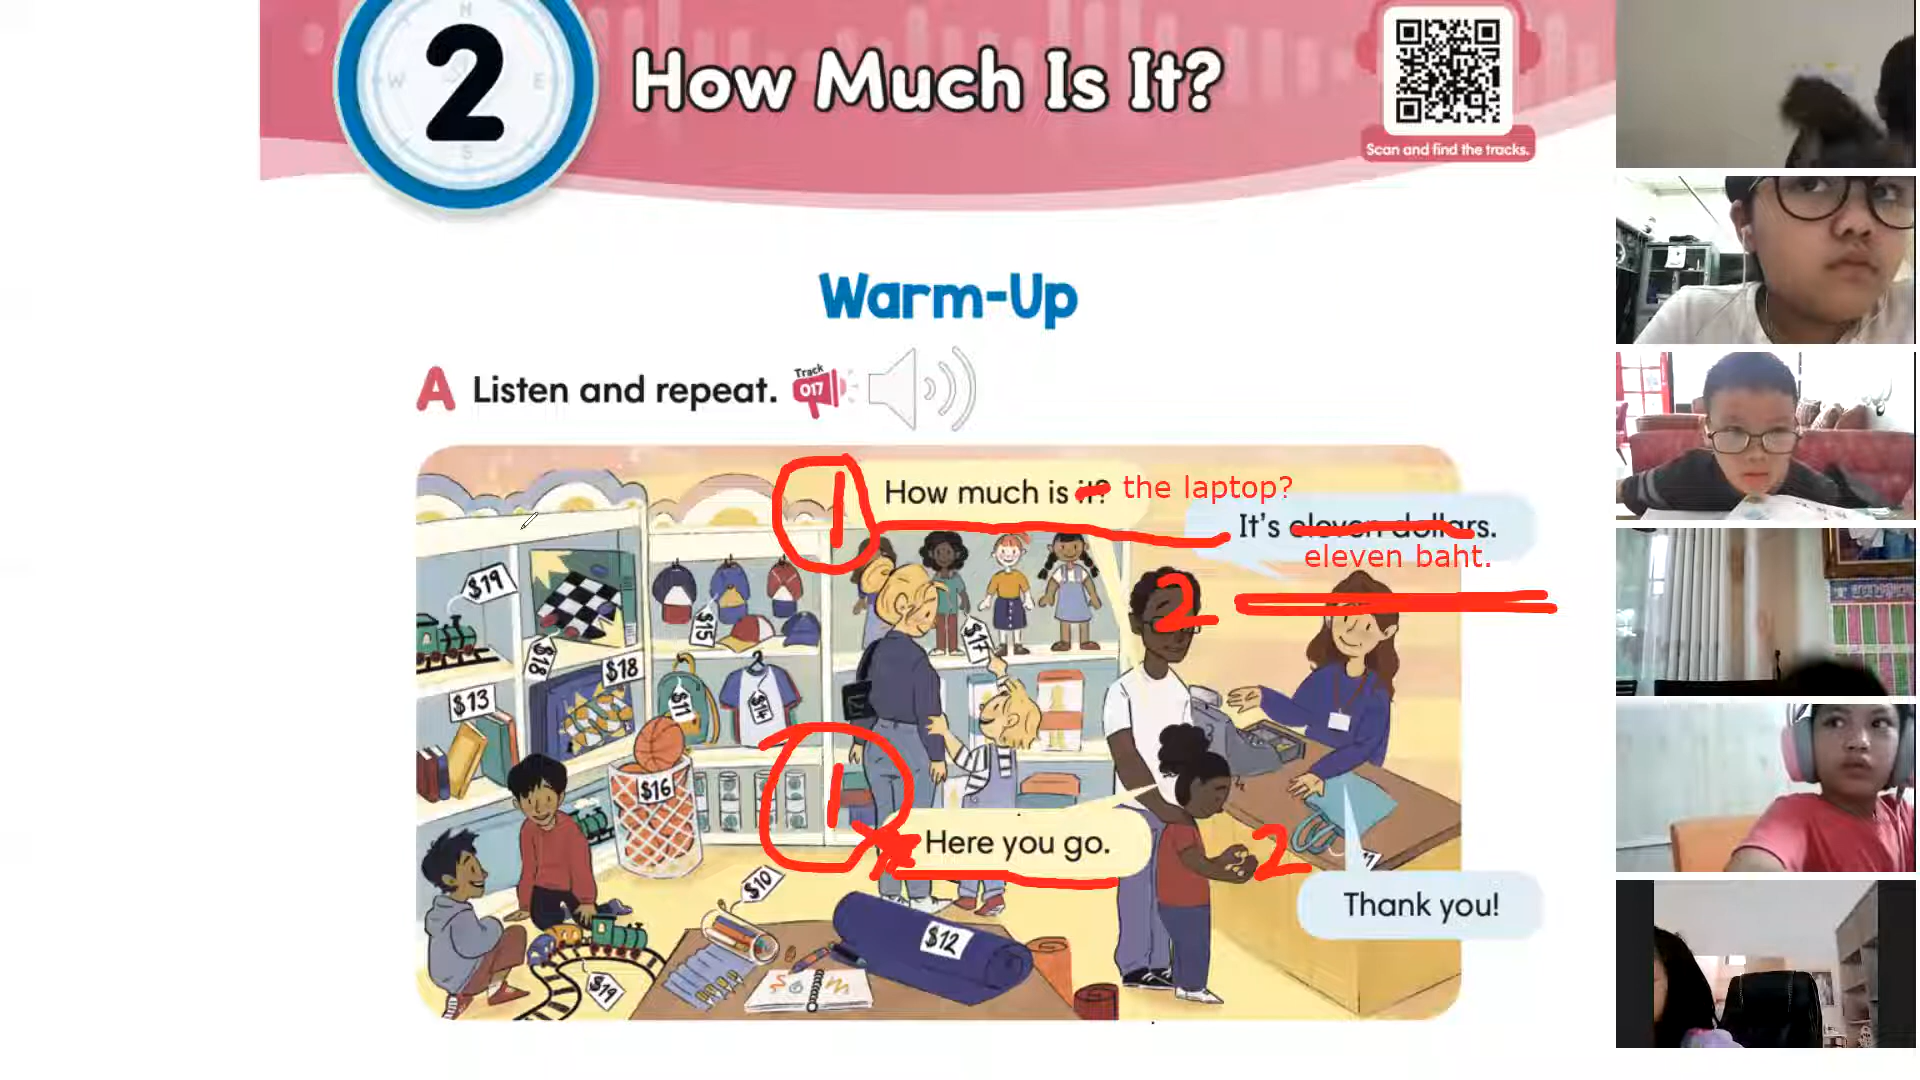 2
How Much Is It?
Scan and find the tracks.
Warm-Up
A Listen and repeat. Track 017
1 How much is it? the laptop?
It's eleven dollars.
eleven baht.
2
$19
$18
$15
$17
$13
$18
$11
$14
$16
1 Here you go.
2
Thank you!
$10
$12
$19